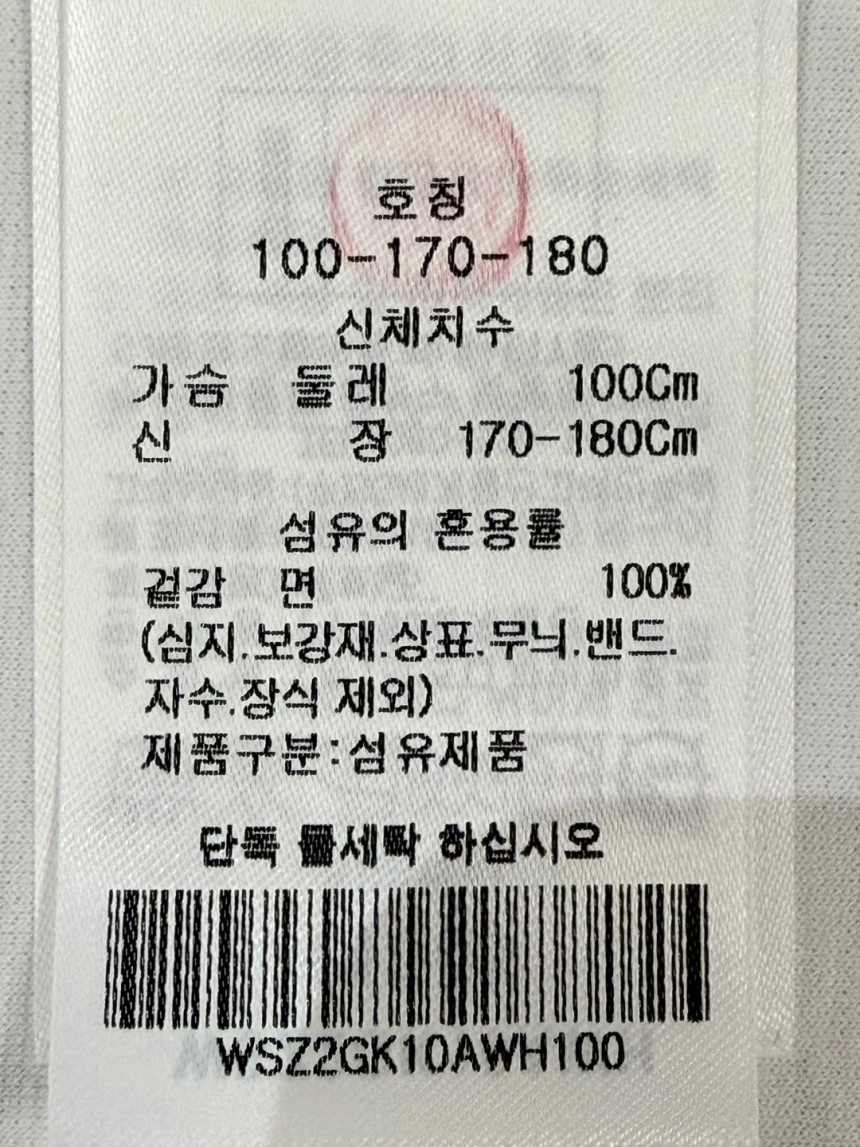 호칭
100-170-180
신체치수
가슴 둘레 100Cm
신 장 170-180Cm
섬유의 혼용률
겉감 면 100%
(심지.보강재.상표.무늬.밴드.
자수.장식 제외)
제품구분:섬유제품
단독 물세탁 하십시오
WSZ2GK10AWH100